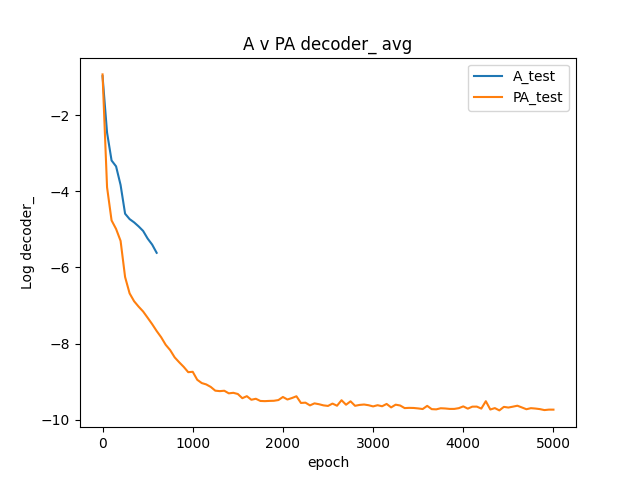 A v PA decoder_ avg
A_test
PA_test
Log decoder_
−2
−4
−6
−8
−10
0 1000 2000 3000 4000 5000
epoch